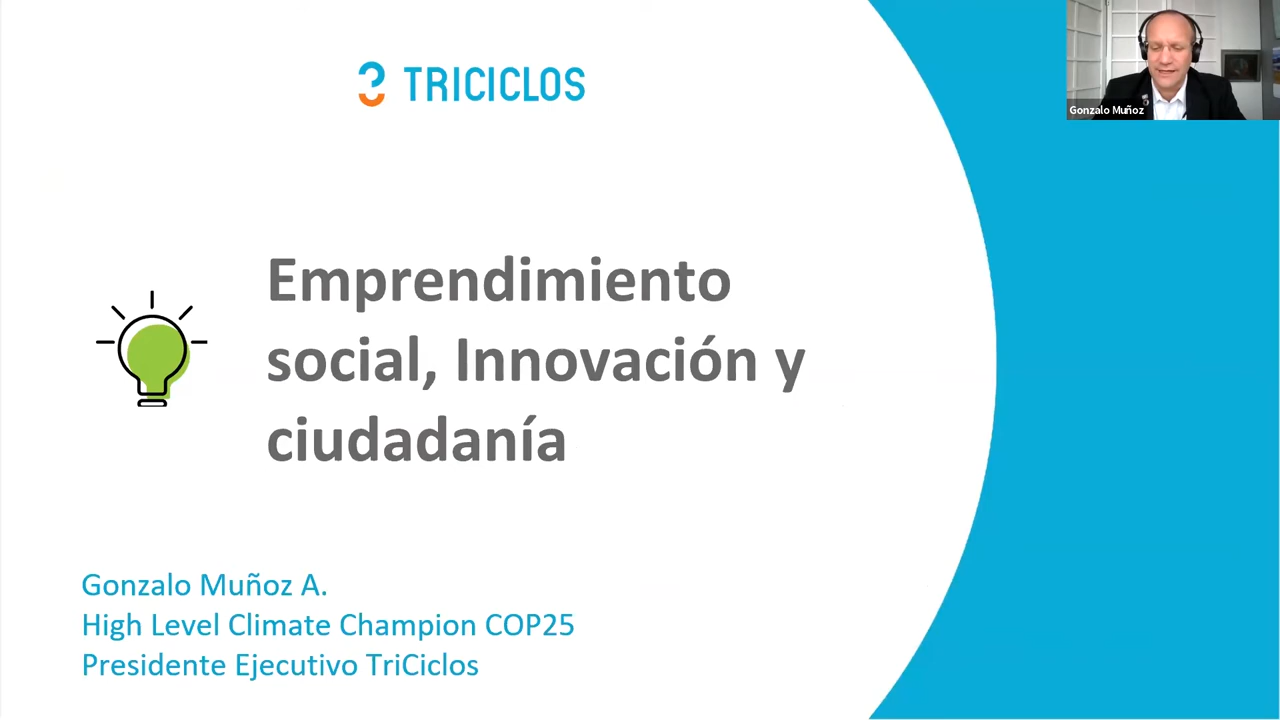 TRICICLOS
Gonzalo Muñoz
Emprendimiento
social, Innovación y
ciudadanía
Gonzalo Muñoz A.
High Level Climate Champion COP25
Presidente Ejecutivo TriCiclos